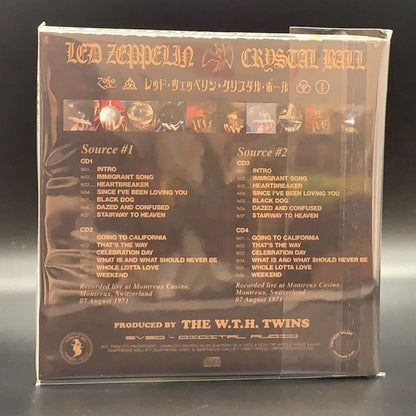 LED ZEPPELIN CRYSTAL BALL
レッド・ツェッペリン・クリスタル・ボール
Source #1
CD1
INTRO
IMMIGRANT SONG
HEARTBREAKER
SINCE I'VE BEEN LOVING YOU
BLACK DOG
DAZED AND CONFUSED
STAIRWAY TO HEAVEN
CD2
GOING TO CALIFORNIA
THAT'S THE WAY
CELEBRATION DAY
WHAT IS AND WHAT SHOULD NEVER BE
WHOLE LOTTA LOVE
WEEKEND
Recorded live at Montreux Casino,
Montreux, Switzerland
07 August 1971
Source #2
CD3
INTRO
IMMIGRANT SONG
HEARTBREAKER
SINCE I'VE BEEN LOVING YOU
BLACK DOG
DAZED AND CONFUSED
STAIRWAY TO HEAVEN
CD4
GOING TO CALIFORNIA
THAT'S THE WAY
CELEBRATION DAY
WHAT IS AND WHAT SHOULD NEVER BE
WHOLE LOTTA LOVE
WEEKEND
Recorded live at Montreux Casino,
Montreux, Switzerland
07 August 1971
PRODUCED BY THE W.T.H. TWINS
EVSD - DIGITAL AUDIO